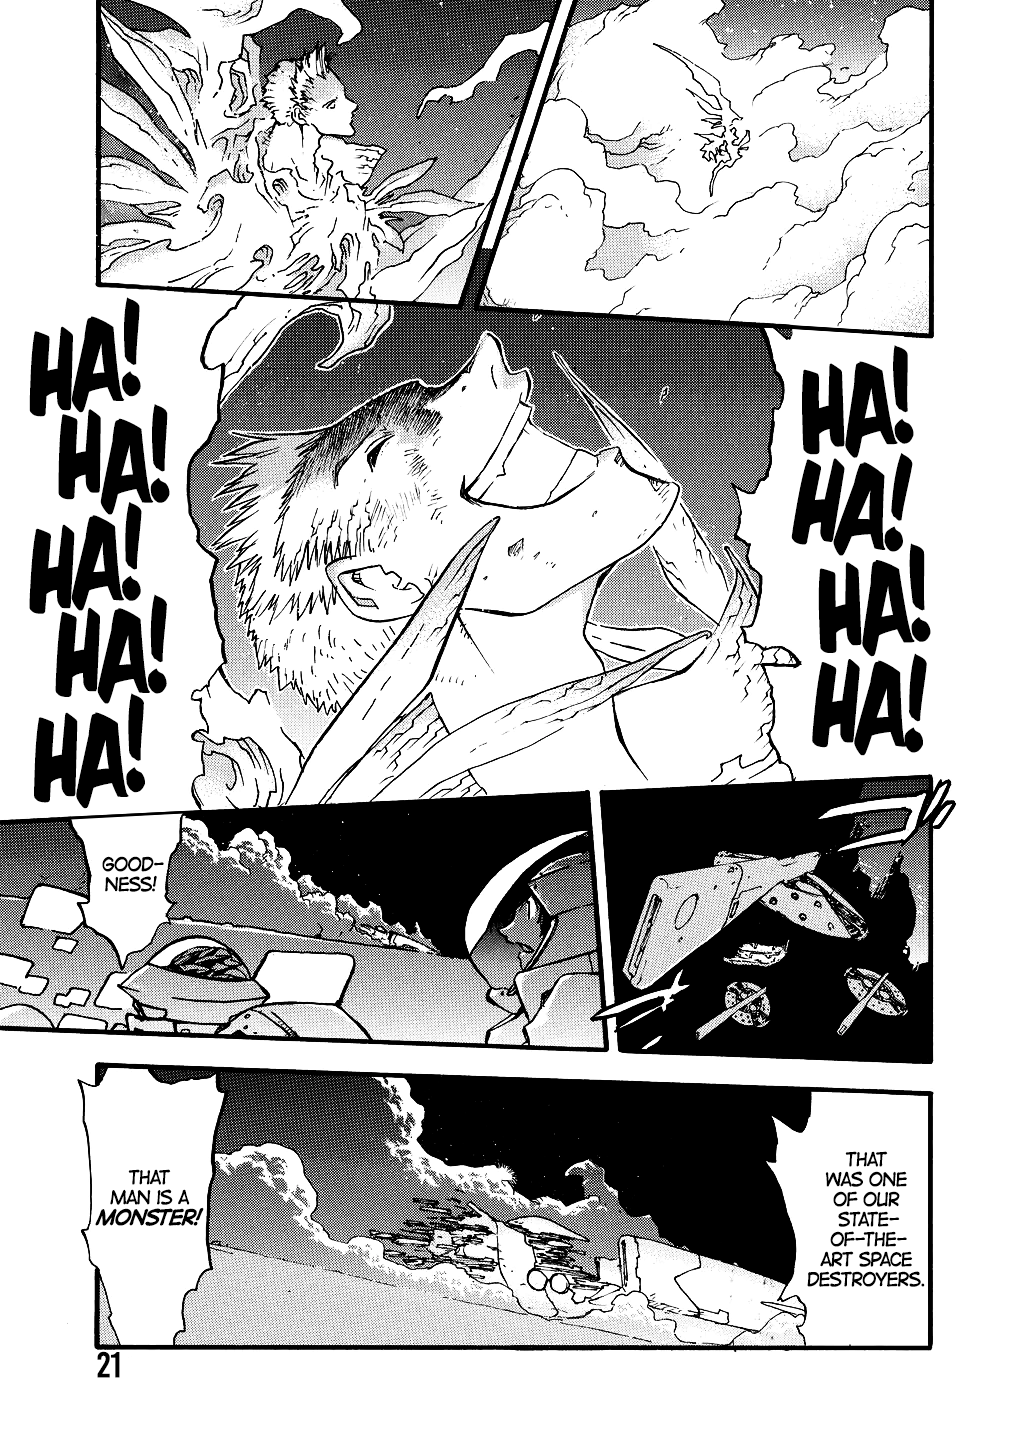 HA!
HA!
HA!
HA!
HA!
HA!
HA!
HA!
HA!
GOOD-
NESS!
THAT
WAS ONE
OF OUR
STATE-
OF-THE-
ART SPACE
DESTROYERS.
THAT
MAN IS A
MONSTER!
21